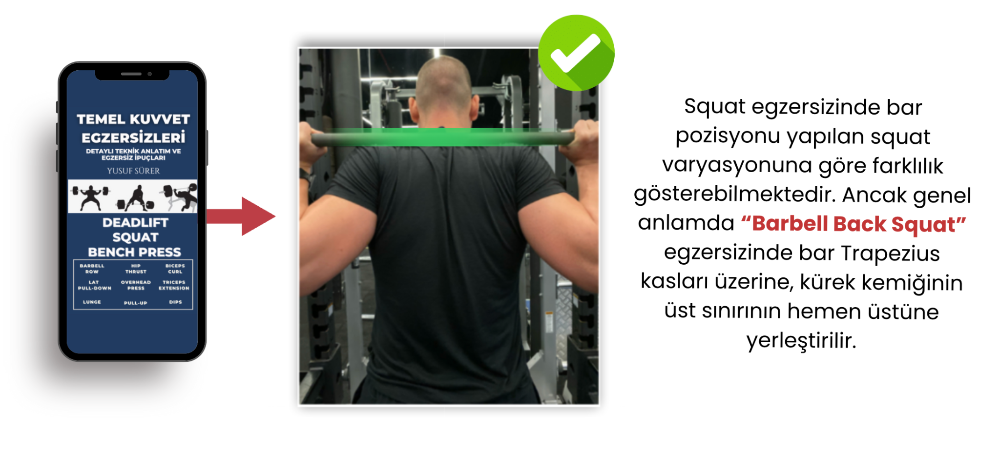 TEMEL KUVVET
EGZERSİZLERİ
DETAYLI TEKNİK ANLATIM VE
EGZERSİZ İPUÇLARI
YUSUF SÜRER
DEADLIFT
SQUAT
BENCH PRESS
BARBELL
ROW
HIP
THRUST
BICEPS
CURL
LAT
PULL-DOWN
OVERHEAD
PRESS
TRICEPS
EXTENSION
LUNGE
PULL-UP
DIPS
Squat egzersizinde bar
pozisyonu yapılan squat
varyasyonuna göre farklılık
gösterebilmektedir. Ancak genel
anlamda “Barbell Back Squat”
egzersizinde bar Trapezius
kasları üzerine, kürek kemiğinin
üst sınırının hemen üstüne
yerleştirilir.